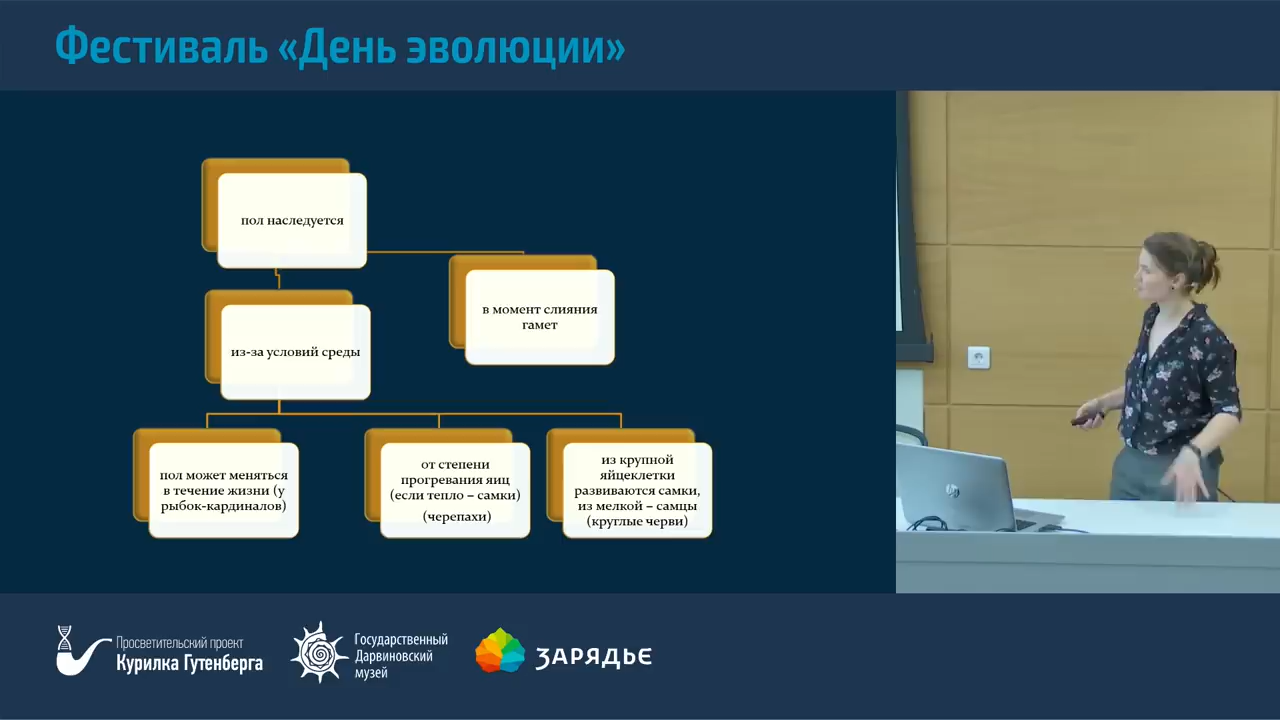 Фестиваль «День эволюции»
пол наследуется
в момент слияния
гамет
из-за условий среды
пол может меняться
в течение жизни (у
рыбок-кардиналов)
от степени
прогревания яиц
(если тепло – самки)
(черепахи)
из крупной
яйцеклетки
развиваются самки,
из мелкой – самцы
(круглые черви)
hp
Просветительский проект
Курилка Гутенберга
Государственный
Дарвиновский
музей
ЗАРЯДЬЕ